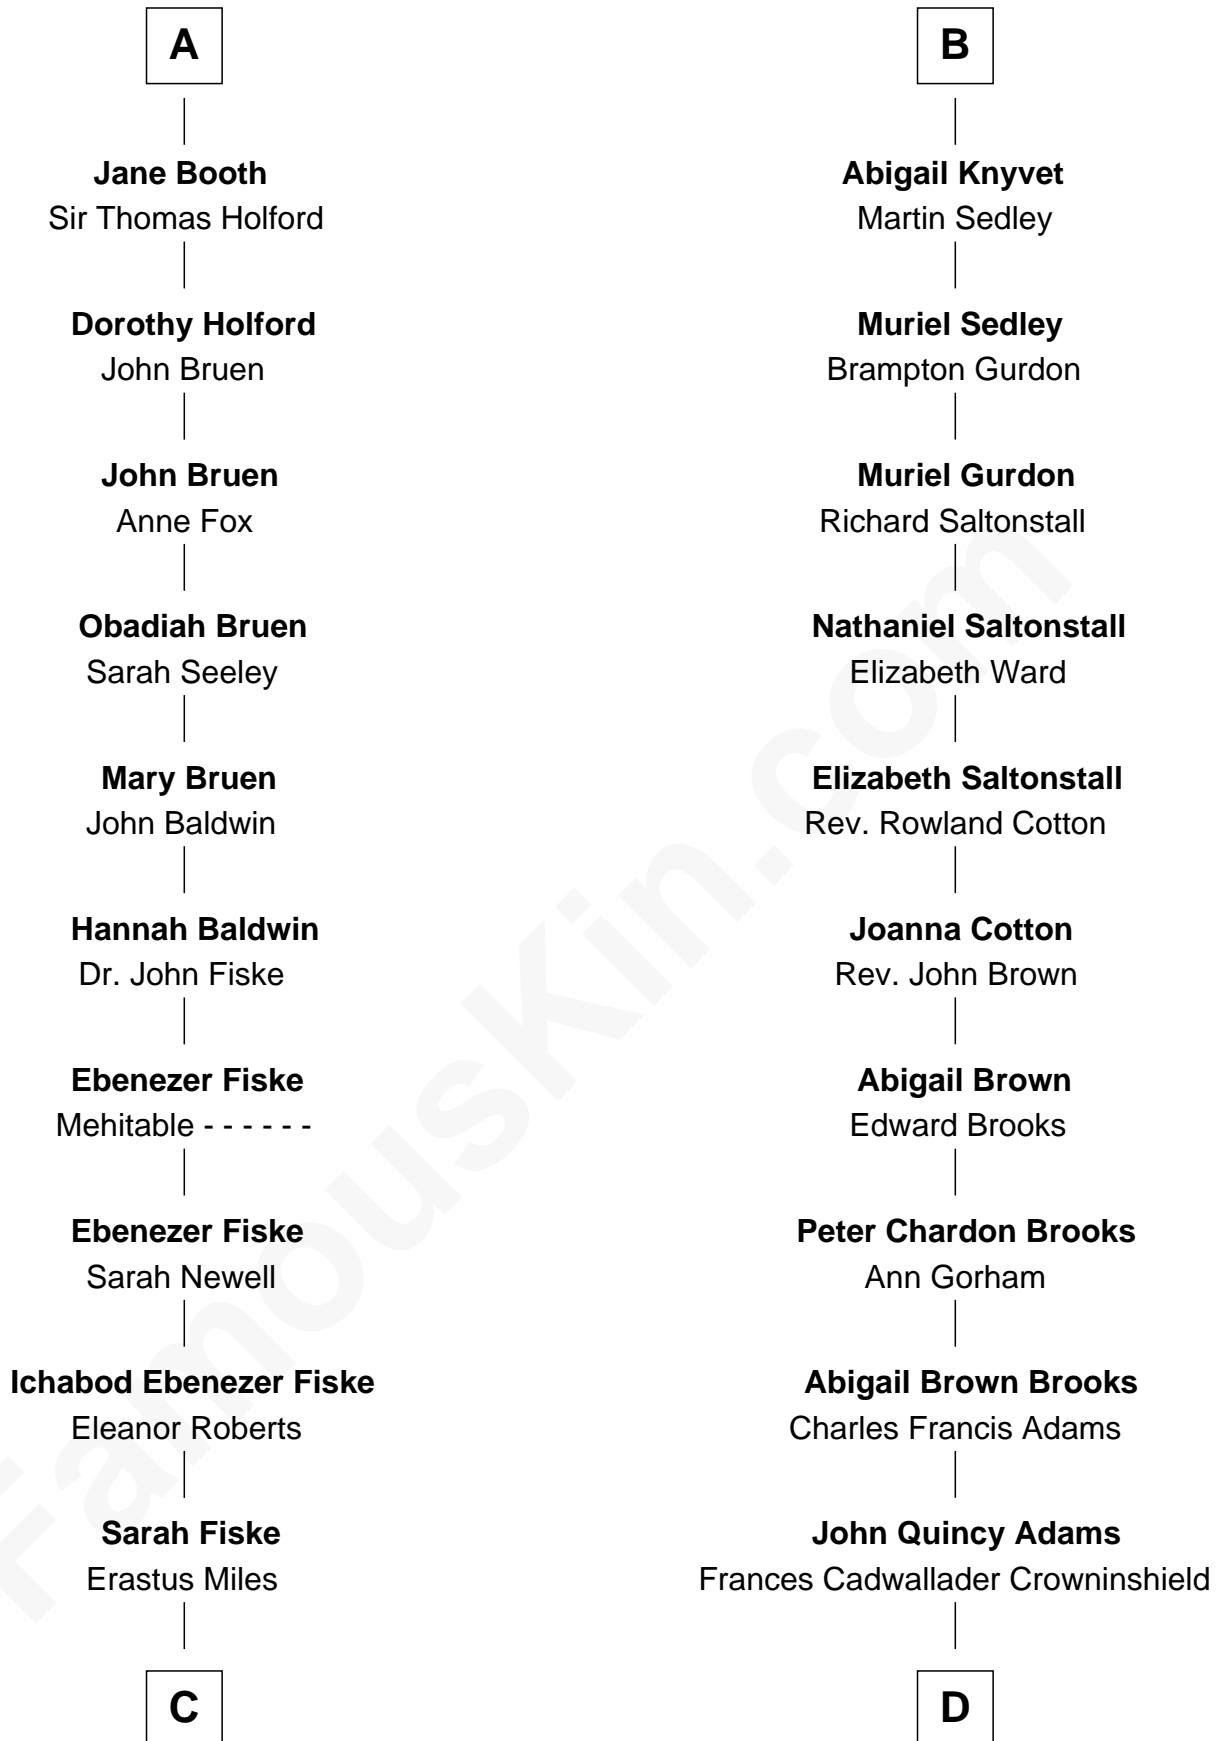 A
Jane Booth
Sir Thomas Holford
Dorothy Holford
John Bruen
John Bruen
Anne Fox
Obadiah Bruen
Sarah Seeley
Mary Bruen
John Baldwin
Hannah Baldwin
Dr. John Fiske
Ebenezer Fiske
Mehitable - - - - - -
Ebenezer Fiske
Sarah Newell
Ichabod Ebenezer Fiske
Eleanor Roberts
Sarah Fiske
Erastus Miles
C
B
Abigail Knyvet
Martin Sedley
Muriel Sedley
Brampton Gurdon
Muriel Gurdon
Richard Saltonstall
Nathaniel Saltonstall
Elizabeth Ward
Elizabeth Saltonstall
Rev. Rowland Cotton
Joanna Cotton
Rev. John Brown
Abigail Brown
Edward Brooks
Peter Chardon Brooks
Ann Gorham
Abigail Brown Brooks
Charles Francis Adams
John Quincy Adams
Frances Cadwallader Crowninshield
D
FamousKin.com